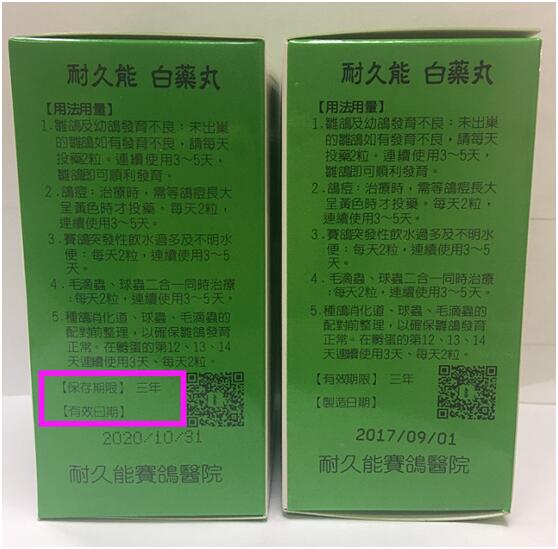 耐久能 白藥丸
【用法用量】
1.雛鴿及幼鴿發育不良：未出巢
的雛鴿如有發育不良，請每天
投藥2粒。連續使用3～5天，
雛鴿即可順利發育。
2.鴿痘：治療時，需等鴿痘長大
呈黃色時才投藥。每天2粒，
連續使用3～5天。
3.賽鴿突發性飲水過多及不明水
便：每天2粒，連續使用3～5
天。
4.毛滴蟲、球蟲二合一同時治療
：每天2粒，連續使用3～5天。
5.種鴿消化道、球蟲、毛滴蟲的
配對前整理，以確保雛鴿發育
正常。在孵蛋的第12、13、14
天連續使用3天、每天2粒。
【保存期限】 三年
【有效日期】
2020/10/31
耐久能賽鴿醫院
耐久能 白藥丸
【用法用量】
1.雛鴿及幼鴿發育不良：未出巢
的雛鴿如有發育不良，請每天
投藥2粒。連續使用3～5天，
雛鴿即可順利發育。
2.鴿痘：治療時，需等鴿痘長大
呈黃色時才投藥。每天2粒，
連續使用3～5天。
3.賽鴿突發性飲水過多及不明水
便：每天2粒，連續使用3～5
天。
4.毛滴蟲、球蟲二合一同時治療
：每天2粒，連續使用3～5天。
5.種鴿消化道、球蟲、毛滴蟲的
配對前整理，以確保雛鴿發育
正常。在孵蛋的第12、13、14
天連續使用3天、每天2粒。
【有效期限】 三年
【製造日期】
2017/09/01
耐久能賽鴿醫院